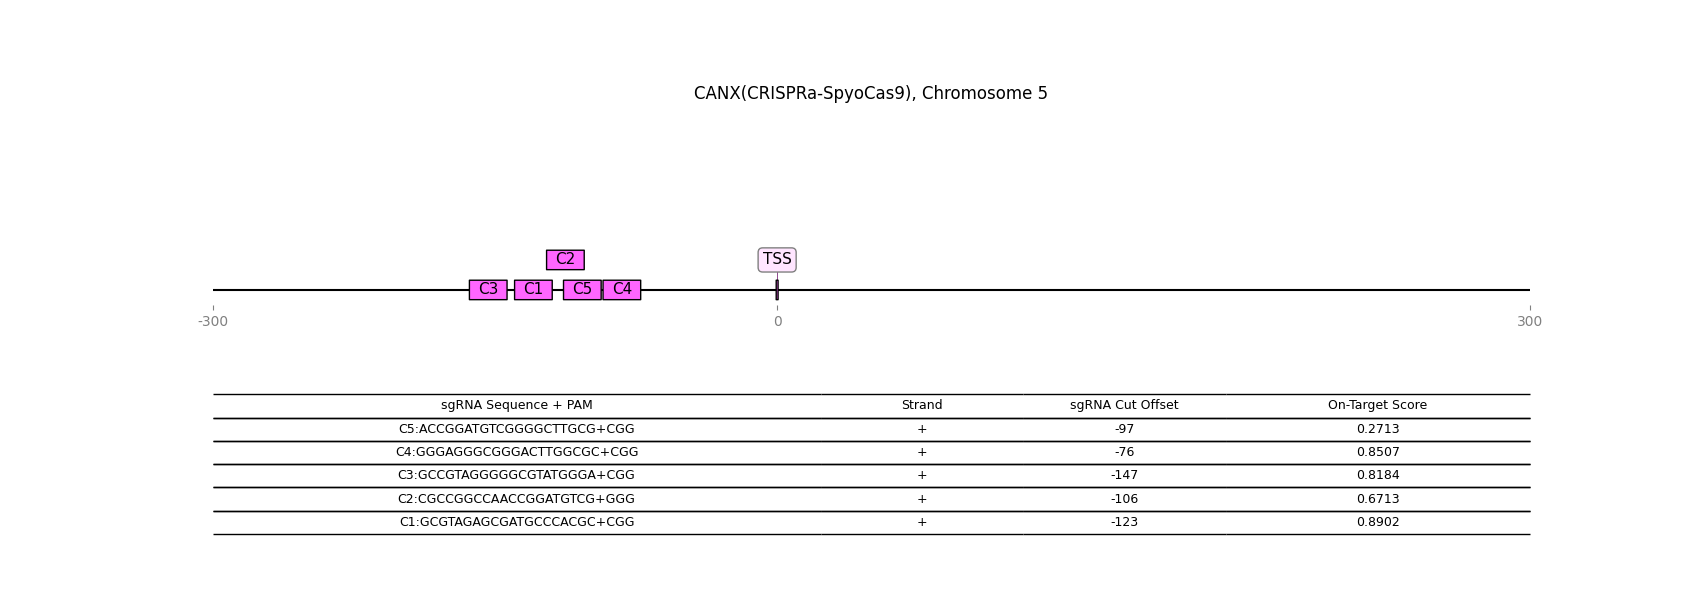 CANX(CRISPRa-SpyoCas9), Chromosome 5
C2 TSS
C3 C1 C5 C4
-300 0 300
sgRNA Sequence + PAM Strand sgRNA Cut Offset On-Target Score
C5:ACCGGATGTCGGGGCTTGCG+CGG + -97 0.2713
C4:GGGAGGGCGGGACTTGGCGC+CGG + -76 0.8507
C3:GCCGTAGGGGGCGTATGGGA+CGG + -147 0.8184
C2:CGCCGGCCAACCGGATGTCG+GGG + -106 0.6713
C1:GCGTAGAGCGATGCCCACGC+CGG + -123 0.8902